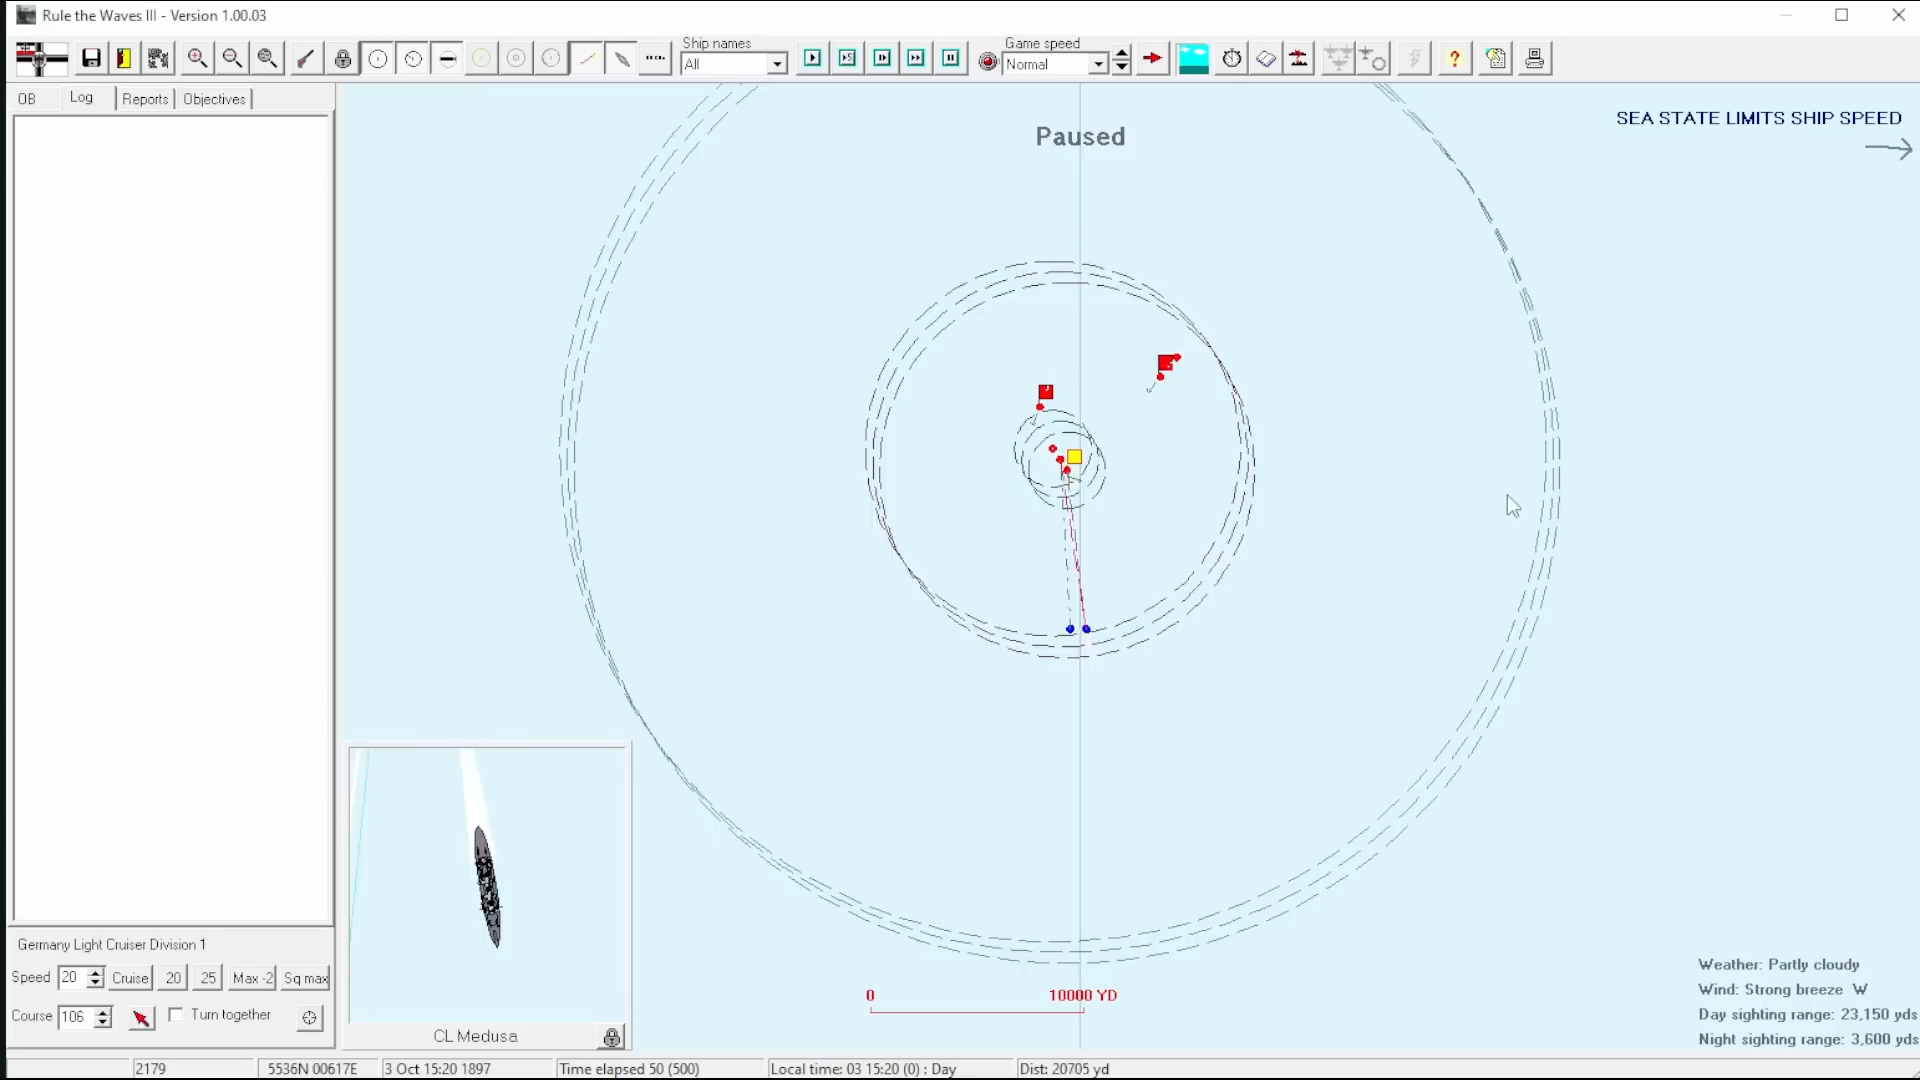 Rule the Waves III - Version 1.00.03
Ship names
All
Game speed
Normal
OB
Log
Reports
Objectives
Paused
SEA STATE LIMITS SHIP SPEED
0
10000 YD
Germany Light Cruiser Division 1
Speed 20 Cruise 20 25 Max -2 Sq max
Course 106 Turn together
CL Medusa
Weather: Partly cloudy
Wind: Strong breeze W
Day sighting range: 23,150 yds
Night sighting range: 3,600 yds
2179
5536N 00617E
3 Oct 15:20 1897
Time elapsed 50 (500)
Local time: 03 15:20 (0) : Day
Dist: 20705 yd